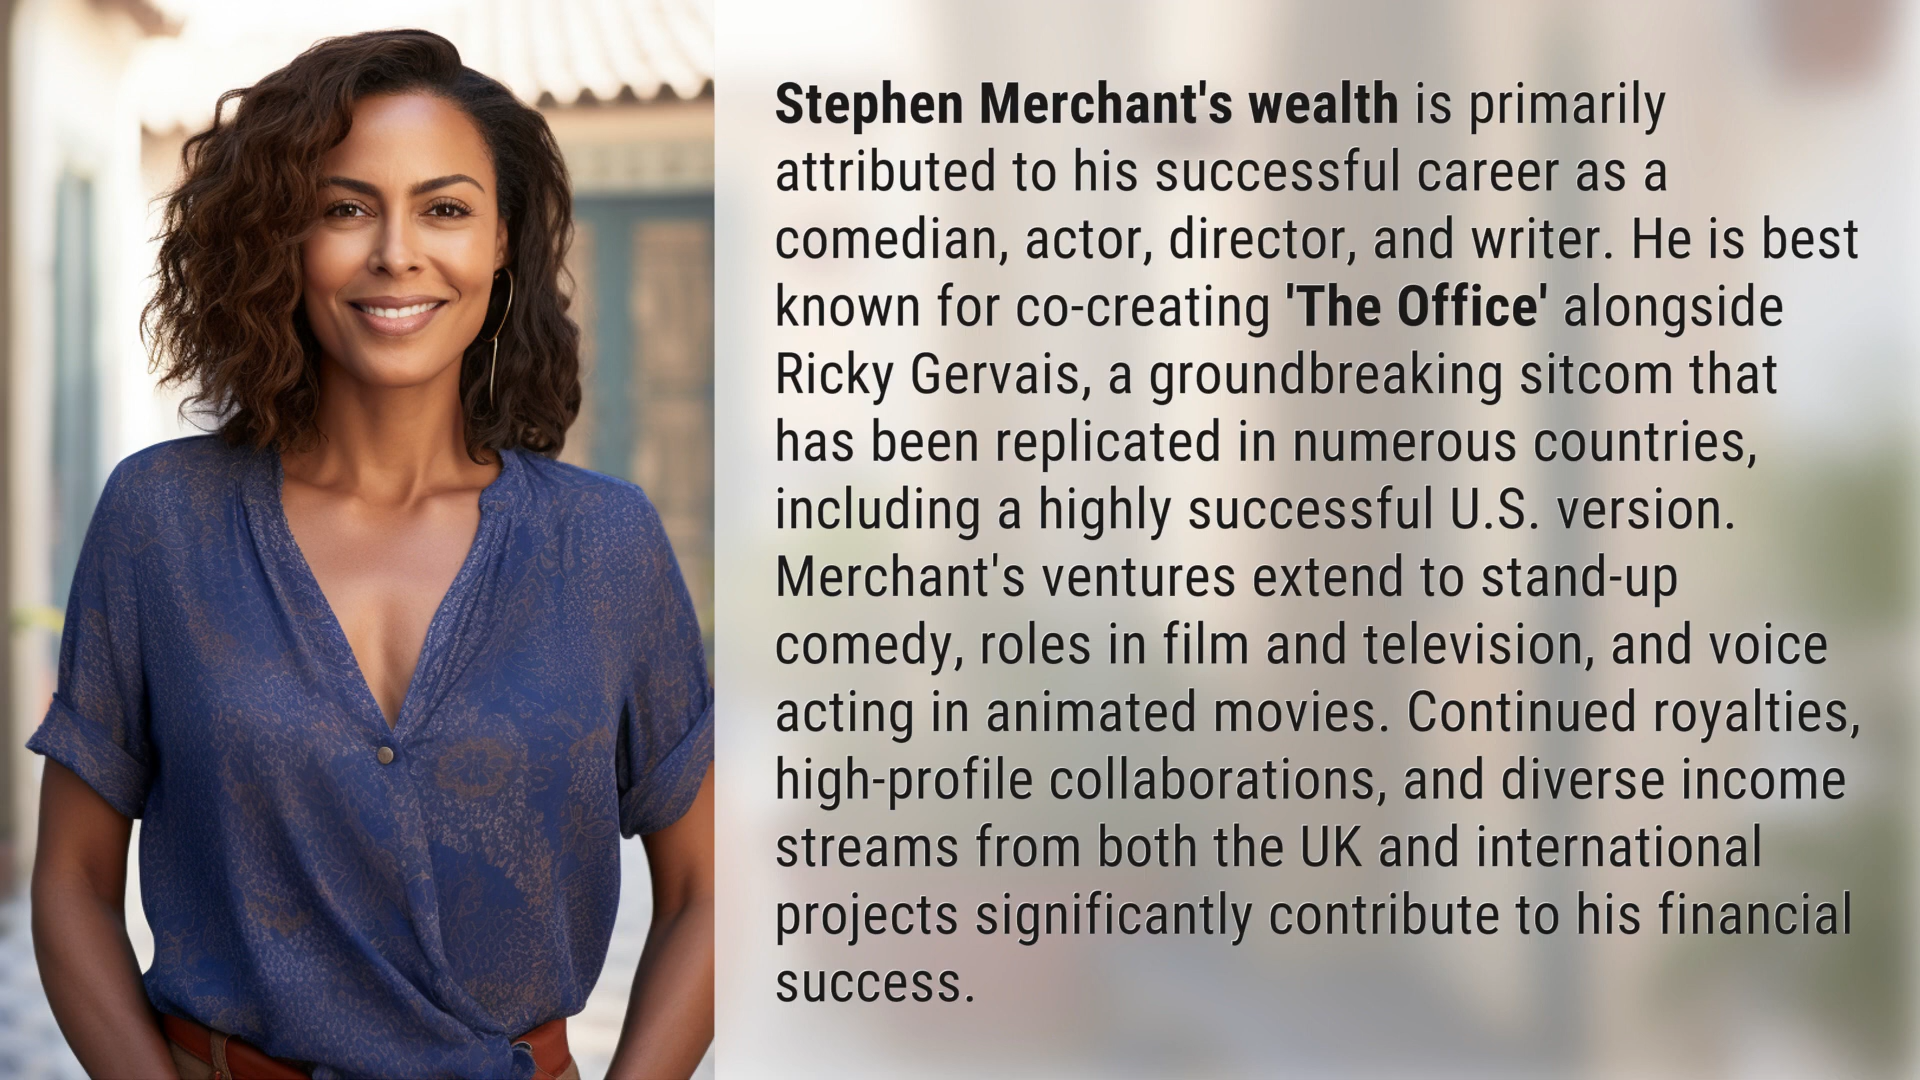 Stephen Merchant's wealth is primarily
attributed to his successful career as a
comedian, actor, director, and writer. He is best
known for co-creating 'The Office' alongside
Ricky Gervais, a groundbreaking sitcom that
has been replicated in numerous countries,
including a highly successful U.S. version.
Merchant's ventures extend to stand-up
comedy, roles in film and television, and voice
acting in animated movies. Continued royalties,
high-profile collaborations, and diverse income
streams from both the UK and international
projects significantly contribute to his financial
success.